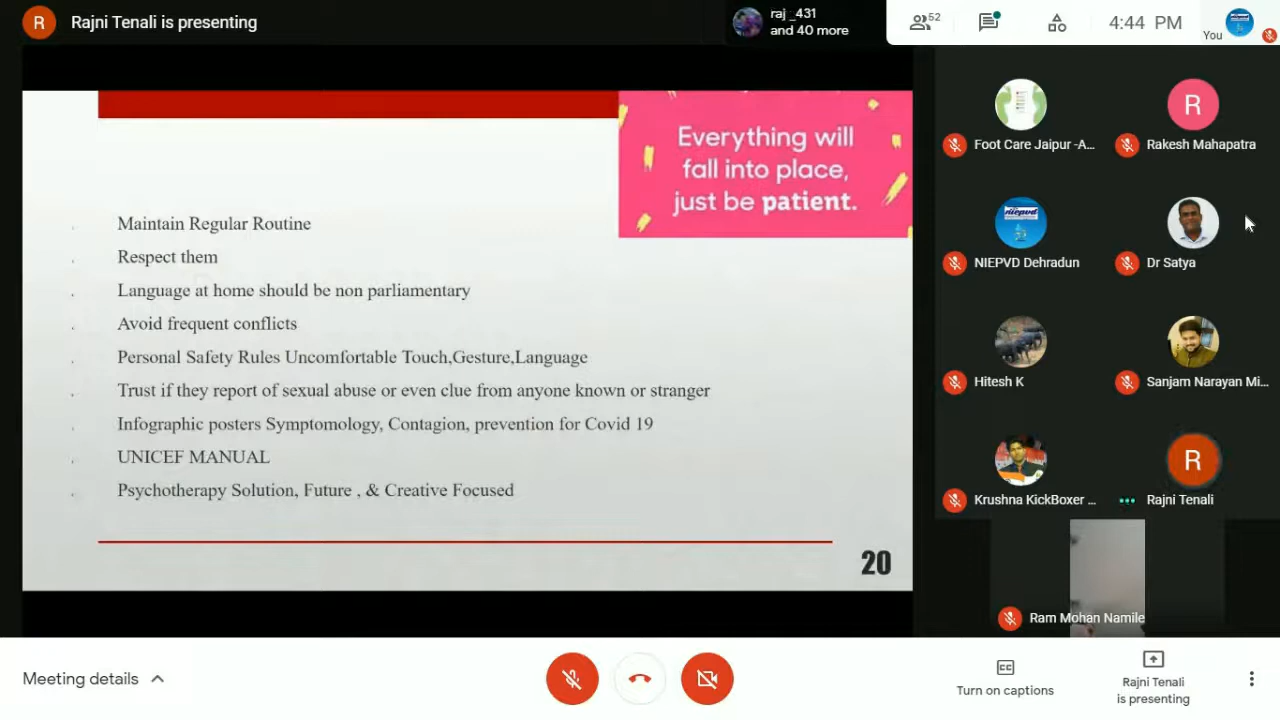 R Rajni Tenali is presenting
raj _431
and 40 more
52
4:44 PM
You
Everything will
fall into place,
just be patient.
Maintain Regular Routine
Respect them
Language at home should be non parliamentary
Avoid frequent conflicts
Personal Safety Rules Uncomfortable Touch,Gesture,Language
Trust if they report of sexual abuse or even clue from anyone known or stranger
Infographic posters Symptomology, Contagion, prevention for Covid 19
UNICEF MANUAL
Psychotherapy Solution, Future , & Creative Focused
20
R
Foot Care Jaipur -A...
Rakesh Mahapatra
niepvd
NIEPVD Dehradun
Dr Satya
Hitesh K
Sanjam Narayan Mi...
R
Krushna KickBoxer ...
Rajni Tenali
Ram Mohan Namile
Meeting details
CC
Turn on captions
Rajni Tenali
is presenting